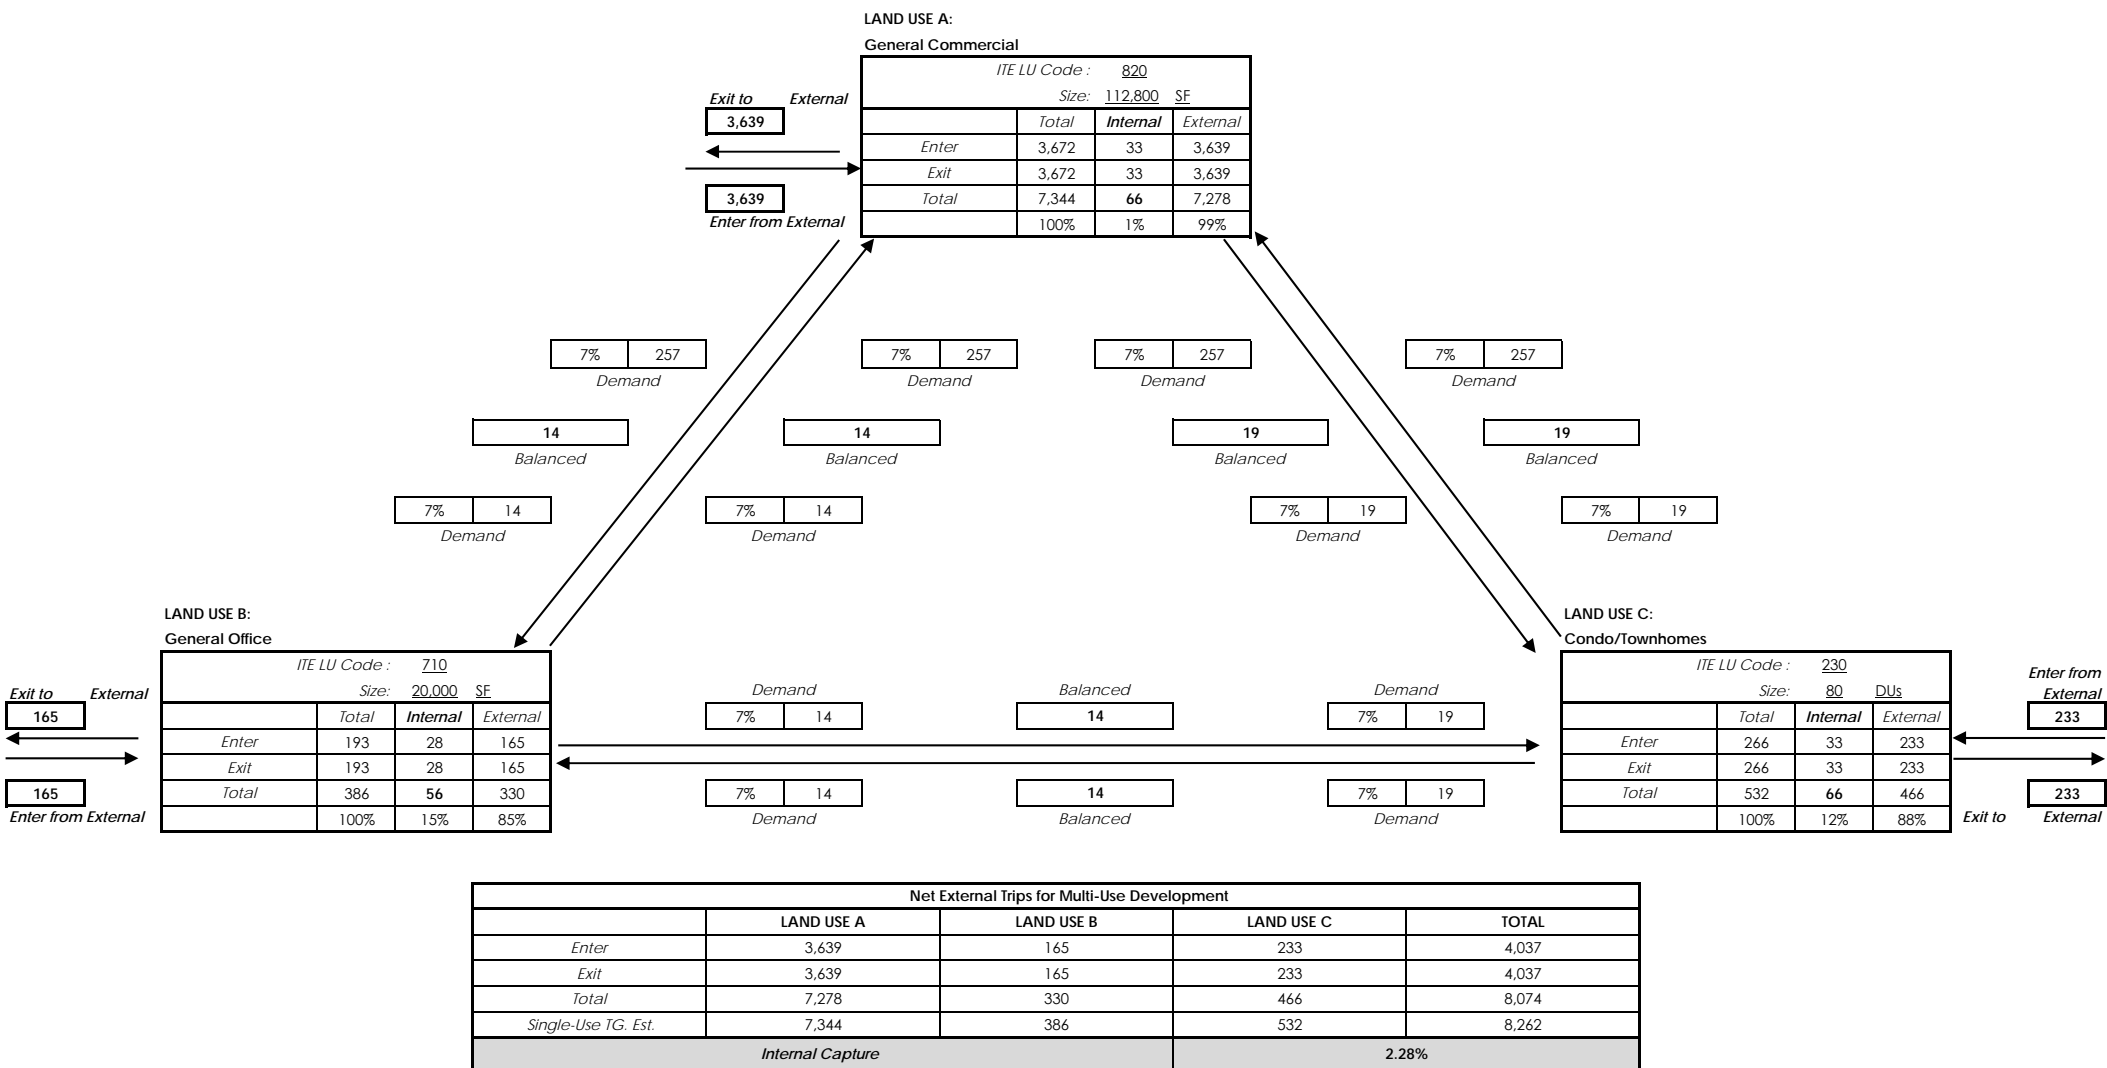 LAND USE A:
General Commercial
ITE LU Code : 820
Size: 112,800 SF
Exit to External
3,639
Total Internal External
Enter 3,672 33 3,639
Exit 3,672 33 3,639
3,639
Total 7,344 66 7,278
Enter from External
100% 1% 99%
7% 257 7% 257 7% 257 7% 257
Demand Demand Demand Demand
14 14 19 19
Balanced Balanced Balanced Balanced
7% 14 7% 14 7% 19 7% 19
Demand Demand Demand Demand
LAND USE B:
General Office
ITE LU Code : 710
Size: 20,000 SF
Exit to External
165
Total Internal External
Enter 193 28 165
Exit 193 28 165
165
Total 386 56 330
Enter from External
100% 15% 85%
Demand Balanced Demand
7% 14 14 7% 19
7% 14 14 7% 19
Demand Balanced Demand
LAND USE C:
Condo/Townhomes
ITE LU Code : 230
Size: 80 DUs
Enter from
External
233
Total Internal External
Enter 266 33 233
Exit 266 33 233
Total 532 66 466
233
100% 12% 88%
Exit to External
Net External Trips for Multi-Use Development
LAND USE A LAND USE B LAND USE C TOTAL
Enter 3,639 165 233 4,037
Exit 3,639 165 233 4,037
Total 7,278 330 466 8,074
Single-Use TG. Est. 7,344 386 532 8,262
Internal Capture 2.28%